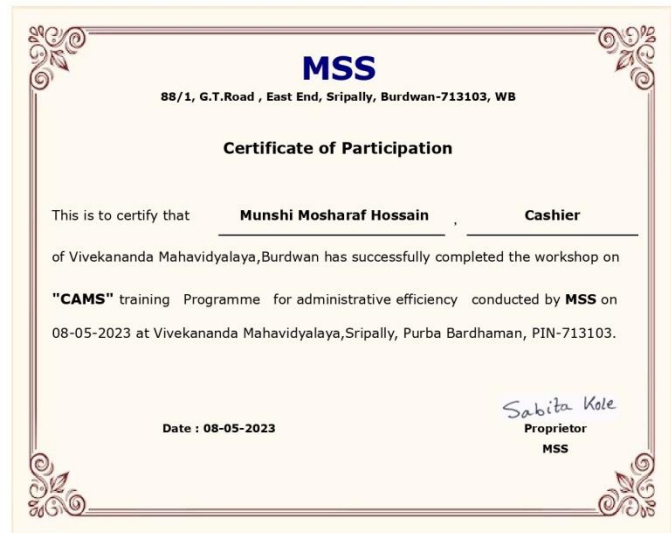 MSS
88/1, G.T.Road , East End, Sripally, Burdwan-713103, WB
Certificate of Participation
This is to certify that Munshi Mosharaf Hossain , Cashier
of Vivekananda Mahavidyalaya,Burdwan has successfully completed the workshop on
"CAMS" training Programme for administrative efficiency conducted by MSS on
08-05-2023 at Vivekananda Mahavidyalaya,Sripally, Purba Bardhaman, PIN-713103.
Sabita Kole
Date : 08-05-2023 Proprietor
MSS